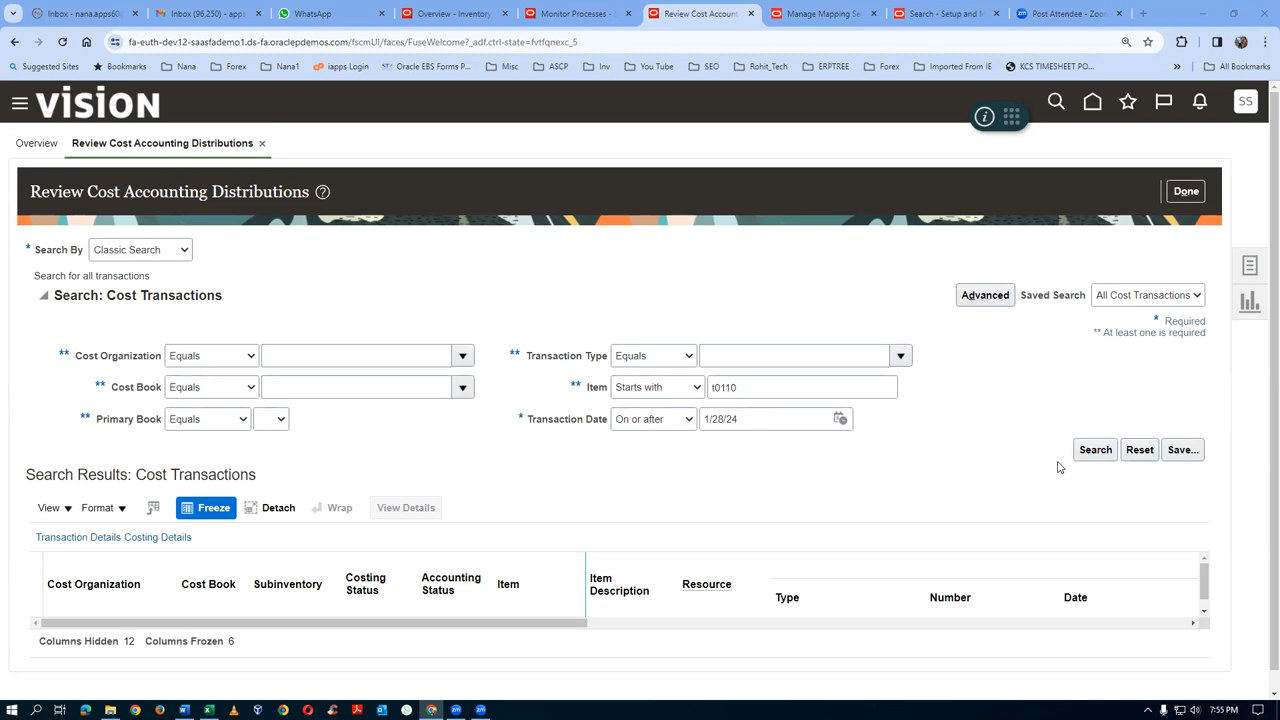 Inbox - nana.apps60
Inbox (96,250) - apps
WhatsApp
Overview - Inventory
Monitor Processes - S
Review Cost Account
Manage Mapping Se
Search - Setup and M
Post Attendee - Zoo
fa-euth-dev12-saasfademo1.ds-fa.oraclepdemos.com/fscmUI/faces/FuseWelcome?_adf.ctrl-state=fvtfqnexc_5
Suggested Sites
Bookmarks
Nana
Forex
Nana1
iapps Login
Oracle EBS Forms P...
Misc
ASCP
Inv
You Tube
SEO
Rohit_Tech
ERPTREE
Forex
Imported From IE
KCS TIMESHEET PO...
»
All Bookmarks
VISION
SS
Overview
Review Cost Accounting Distributions
Review Cost Accounting Distributions
Done
* Search By Classic Search
Search for all transactions
Search: Cost Transactions
Advanced Saved Search All Cost Transactions
* Required
** At least one is required
** Cost Organization Equals
** Transaction Type Equals
** Cost Book Equals
** Item Starts with t0110
** Primary Book Equals
* Transaction Date On or after 1/28/24
Search Reset Save...
Search Results: Cost Transactions
View Format Freeze Detach Wrap View Details
Transaction Details Costing Details
Cost Organization
Cost Book
Subinventory
Costing Status
Accounting Status
Item
Item Description
Resource
Type
Number
Date
Columns Hidden 12 Columns Frozen 6
7:55 PM